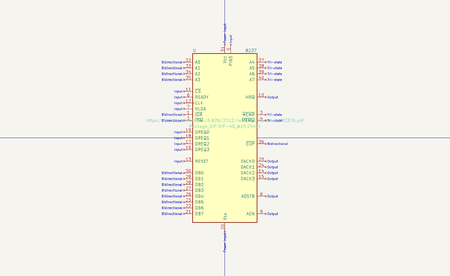 U
8237
Power Input
Input
31
5
Vcc
PIN5
Bidirectional 32 A0
Bidirectional 33 A1
Bidirectional 34 A2
Bidirectional 35 A3
A4 37 Tri-state
A5 38 Tri-state
A6 39 Tri-state
A7 40 Tri-state
Input 11 CS
Input 6 READY
Input 12 CLK
Input 7 HLDA
HRQ 10 Output
Bidirectional 1 IOR
Bidirectional 2 IOW
MEMR 3 Tri-state
MEMW 4 Tri-state
Input 19 DREQ0
Input 18 DREQ1
Input 17 DREQ2
Input 16 DREQ3
EOP 36 Bidirectional
Input 13 RESET
DACK0 25 Output
DACK1 24 Output
DACK2 14 Output
DACK3 15 Output
Bidirectional 30 DB0
Bidirectional 29 DB1
Bidirectional 28 DB2
Bidirectional 27 DB3
Bidirectional 26 DB4
Bidirectional 23 DB5
Bidirectional 22 DB6
Bidirectional 21 DB7
ADSTB 8 Output
AEN 9 Output
Vss
20
Power Input